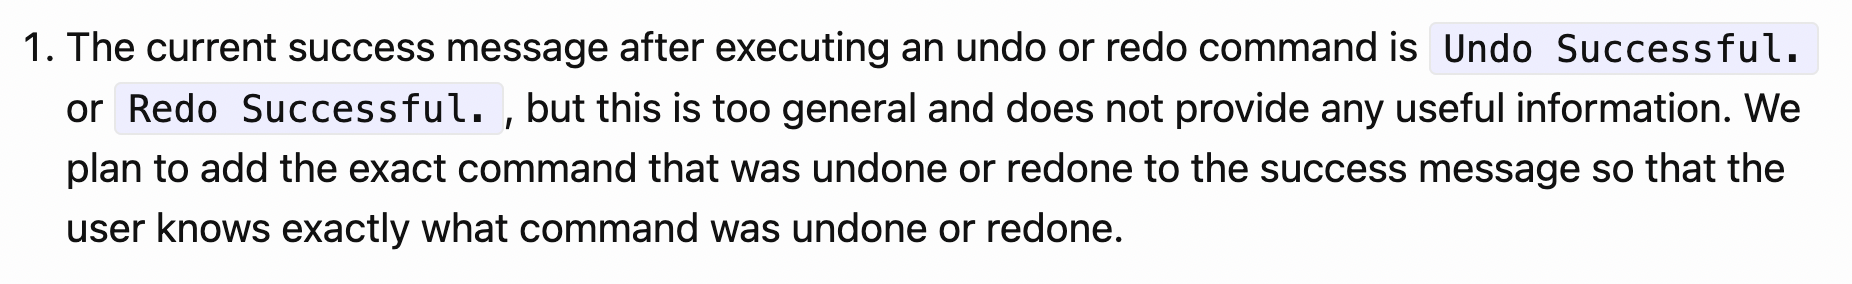 1. The current success message after executing an undo or redo command is Undo Successful.
or Redo Successful. , but this is too general and does not provide any useful information. We
plan to add the exact command that was undone or redone to the success message so that the
user knows exactly what command was undone or redone.